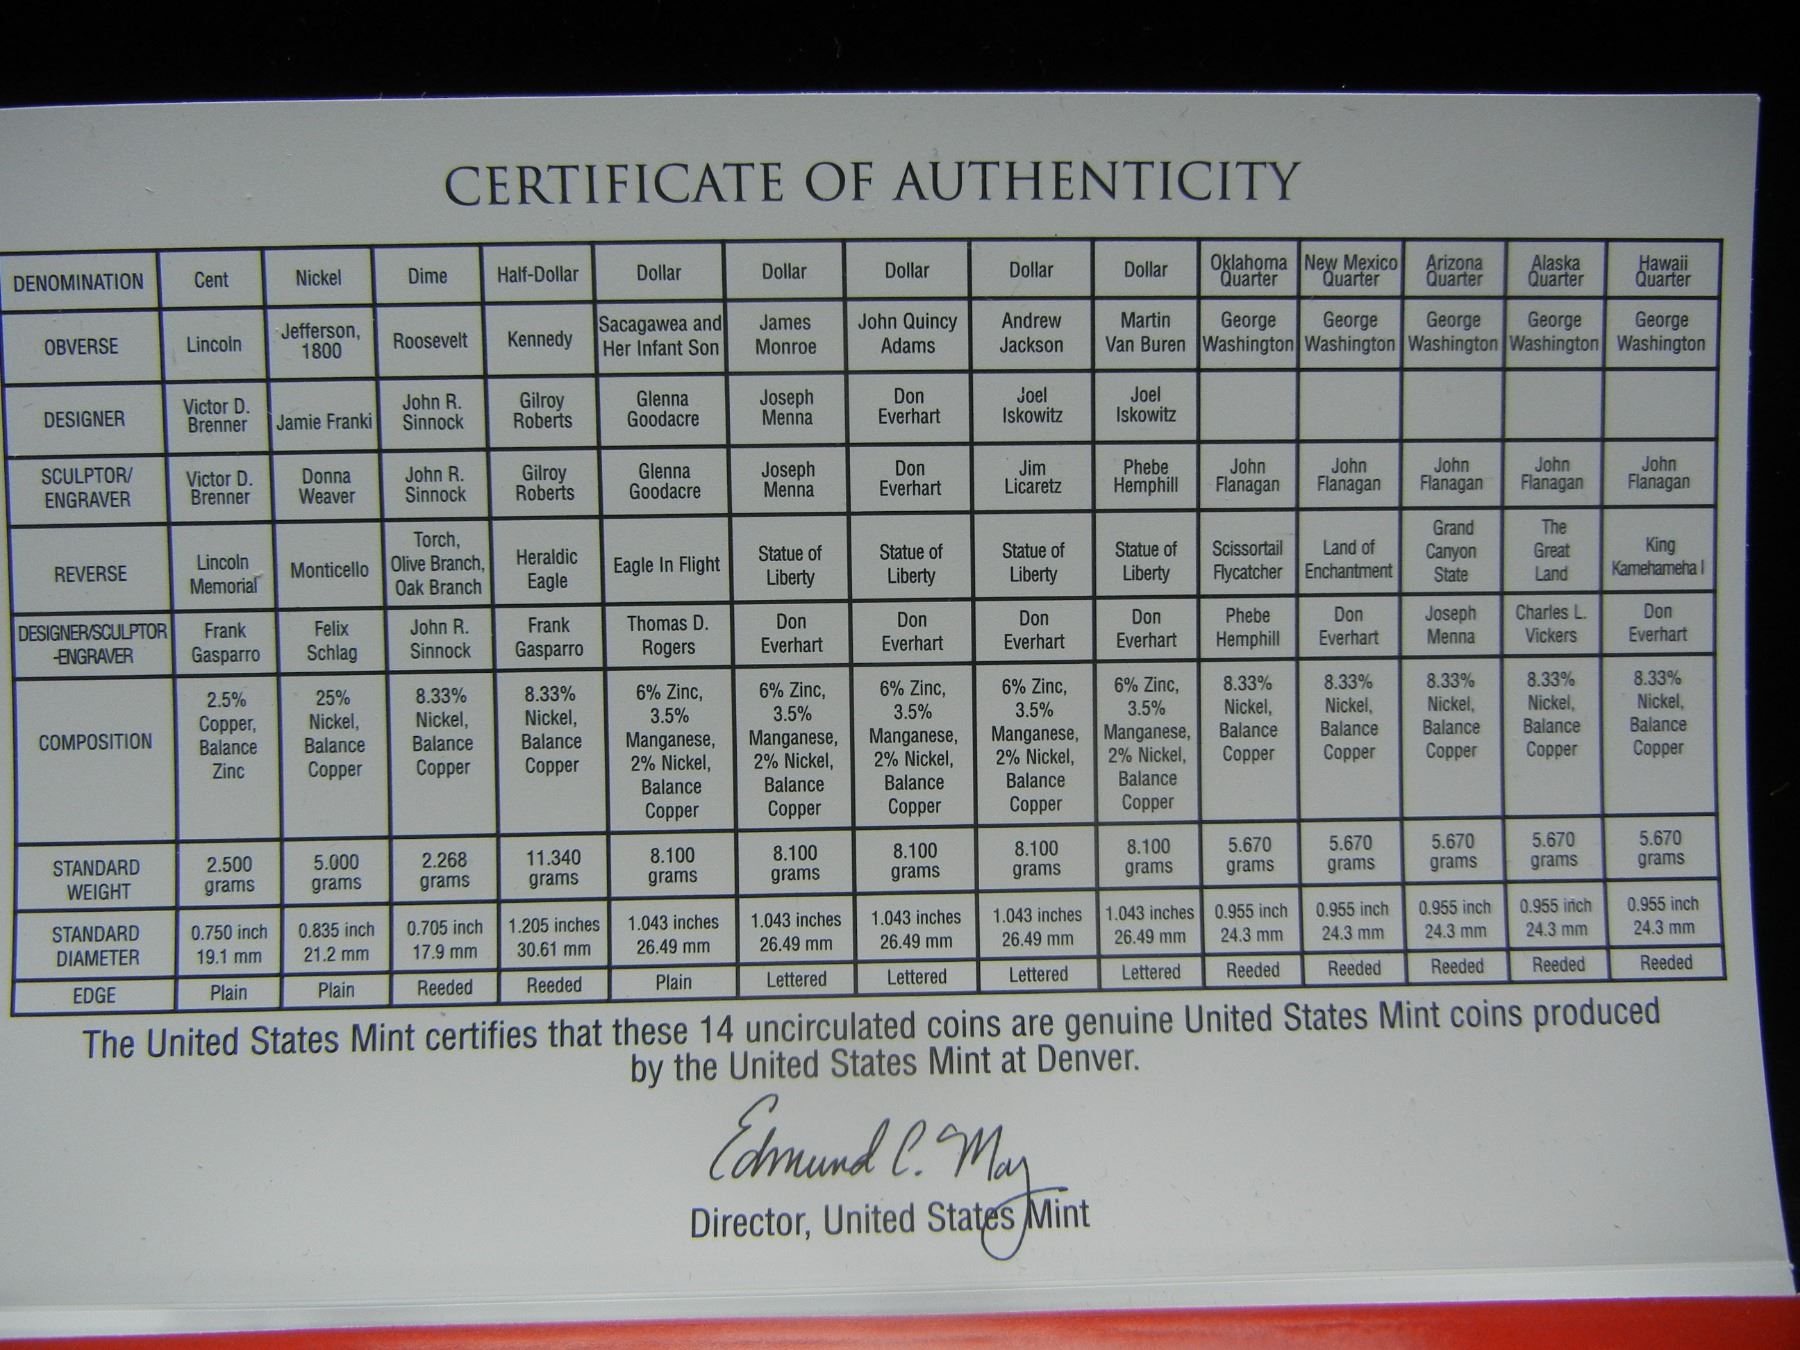 CERTIFICATE OF AUTHENTICITY
DENOMINATION Cent Nickel Dime Half-Dollar Dollar Dollar Dollar Dollar Dollar Oklahoma Quarter New Mexico Quarter Arizona Quarter Alaska Quarter Hawaii Quarter
OBVERSE Lincoln Jefferson, 1800 Roosevelt Kennedy Sacagawea and Her Infant Son James Monroe John Quincy Adams Andrew Jackson Martin Van Buren George Washington George Washington George Washington George Washington George Washington
DESIGNER Victor D. Brenner Jamie Franki John R. Sinnock Gilroy Roberts Glenna Goodacre Joseph Menna Don Everhart Joel Iskowitz Joel Iskowitz
SCULPTOR/ ENGRAVER Victor D. Brenner Donna Weaver John R. Sinnock Gilroy Roberts Glenna Goodacre Joseph Menna Don Everhart Jim Licaretz Phebe Hemphill John Flanagan John Flanagan John Flanagan John Flanagan John Flanagan
REVERSE Lincoln Memorial Monticello Torch, Olive Branch, Oak Branch Heraldic Eagle Eagle In Flight Statue of Liberty Statue of Liberty Statue of Liberty Statue of Liberty Scissortail Flycatcher Land of Enchantment Grand Canyon State The Great Land King Kamehameha I
DESIGNER/SCULPTOR -ENGRAVER Frank Gasparro Felix Schlag John R. Sinnock Frank Gasparro Thomas D. Rogers Don Everhart Don Everhart Don Everhart Don Everhart Phebe Hemphill Don Everhart Joseph Menna Charles L. Vickers Don Everhart
COMPOSITION 2.5% Copper, Balance Zinc 25% Nickel, Balance Copper 8.33% Nickel, Balance Copper 8.33% Nickel, Balance Copper 6% Zinc, 3.5% Manganese, 2% Nickel, Balance Copper 6% Zinc, 3.5% Manganese, 2% Nickel, Balance Copper 6% Zinc, 3.5% Manganese, 2% Nickel, Balance Copper 6% Zinc, 3.5% Manganese, 2% Nickel, Balance Copper 6% Zinc, 3.5% Manganese, 2% Nickel, Balance Copper 8.33% Nickel, Balance Copper 8.33% Nickel, Balance Copper 8.33% Nickel, Balance Copper 8.33% Nickel, Balance Copper 8.33% Nickel, Balance Copper
STANDARD WEIGHT 2.500 grams 5.000 grams 2.268 grams 11.340 grams 8.100 grams 8.100 grams 8.100 grams 8.100 grams 8.100 grams 5.670 grams 5.670 grams 5.670 grams 5.670 grams 5.670 grams
STANDARD DIAMETER 0.750 inch 19.1 mm 0.835 inch 21.2 mm 0.705 inch 17.9 mm 1.205 inches 30.61 mm 1.043 inches 26.49 mm 1.043 inches 26.49 mm 1.043 inches 26.49 mm 1.043 inches 26.49 mm 1.043 inches 26.49 mm 0.955 inch 24.3 mm 0.955 inch 24.3 mm 0.955 inch 24.3 mm 0.955 inch 24.3 mm 0.955 inch 24.3 mm
EDGE Plain Plain Reeded Reeded Plain Lettered Lettered Lettered Lettered Reeded Reeded Reeded Reeded Reeded
The United States Mint certifies that these 14 uncirculated coins are genuine United States Mint coins produced
by the United States Mint at Denver.
Edmund C. Moy
Director, United States Mint